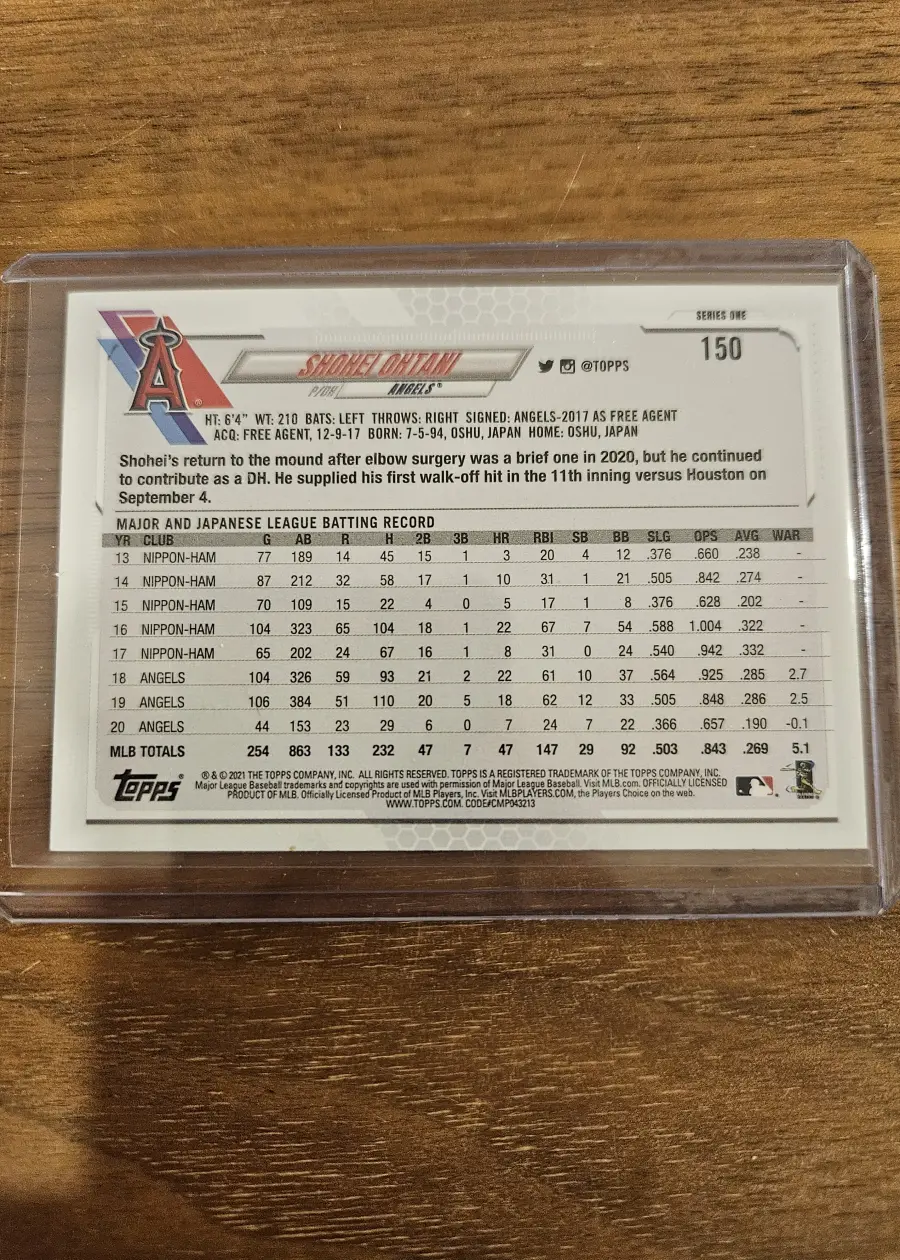 SERIES ONE
150
SHOHEI OHTANI
@TOPPS
P/DH ANGELS®
A
HT: 6'4" WT: 210 BATS: LEFT THROWS: RIGHT SIGNED: ANGELS-2017 AS FREE AGENT
ACQ: FREE AGENT, 12-9-17 BORN: 7-5-94, OSHU, JAPAN HOME: OSHU, JAPAN
Shohei's return to the mound after elbow surgery was a brief one in 2020, but he continued
to contribute as a DH. He supplied his first walk-off hit in the 11th inning versus Houston on
September 4.
MAJOR AND JAPANESE LEAGUE BATTING RECORD
YR CLUB G AB R H 2B 3B HR RBI SB BB SLG OPS AVG WAR
13 NIPPON-HAM 77 189 14 45 15 1 3 20 4 12 .376 .660 .238 -
14 NIPPON-HAM 87 212 32 58 17 1 10 31 1 21 .505 .842 .274 -
15 NIPPON-HAM 70 109 15 22 4 0 5 17 1 8 .376 .628 .202 -
16 NIPPON-HAM 104 323 65 104 18 1 22 67 7 54 .588 1.004 .322 -
17 NIPPON-HAM 65 202 24 67 16 1 8 31 0 24 .540 .942 .332 -
18 ANGELS 104 326 59 93 21 2 22 61 10 37 .564 .925 .285 2.7
19 ANGELS 106 384 51 110 20 5 18 62 12 33 .505 .848 .286 2.5
20 ANGELS 44 153 23 29 6 0 7 24 7 22 .366 .657 .190 -0.1
MLB TOTALS 254 863 133 232 47 7 47 147 29 92 .503 .843 .269 5.1
TOPPS®
® & © 2021 THE TOPPS COMPANY, INC. ALL RIGHTS RESERVED. TOPPS IS A REGISTERED TRADEMARK OF THE TOPPS COMPANY, INC.
Major League Baseball trademarks and copyrights are used with permission of Major League Baseball. Visit MLB.com. OFFICIALLY LICENSED
PRODUCT OF MLB. Officially Licensed Product of MLB Players, Inc. Visit MLBPLAYERS.COM, the Players Choice on the web.
WWW.TOPPS.COM. CODE#CMP043213